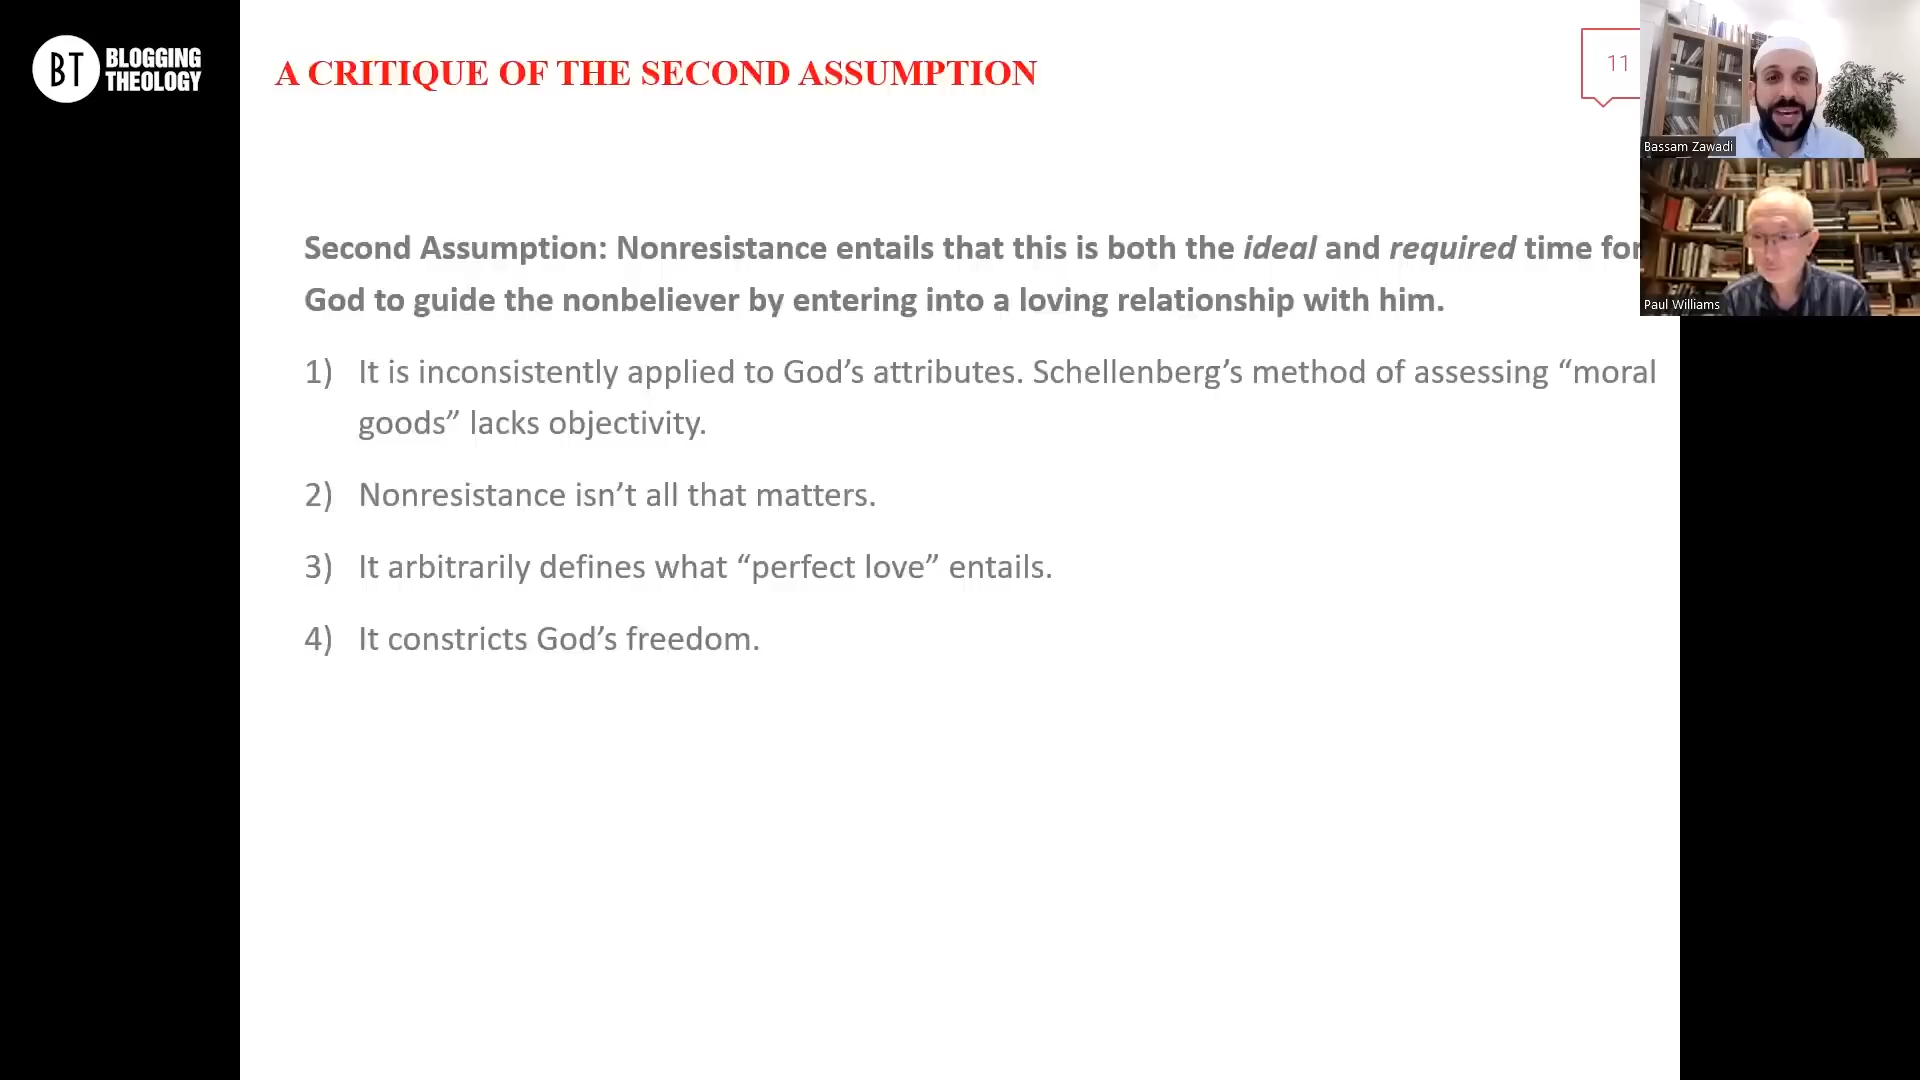 BT BLOGGING
THEOLOGY
A CRITIQUE OF THE SECOND ASSUMPTION
11
Bassam Zawadi
Paul Williams
Second Assumption: Nonresistance entails that this is both the ideal and required time for
God to guide the nonbeliever by entering into a loving relationship with him.
1) It is inconsistently applied to God’s attributes. Schellenberg’s method of assessing “moral
goods” lacks objectivity.
2) Nonresistance isn’t all that matters.
3) It arbitrarily defines what “perfect love” entails.
4) It constricts God’s freedom.